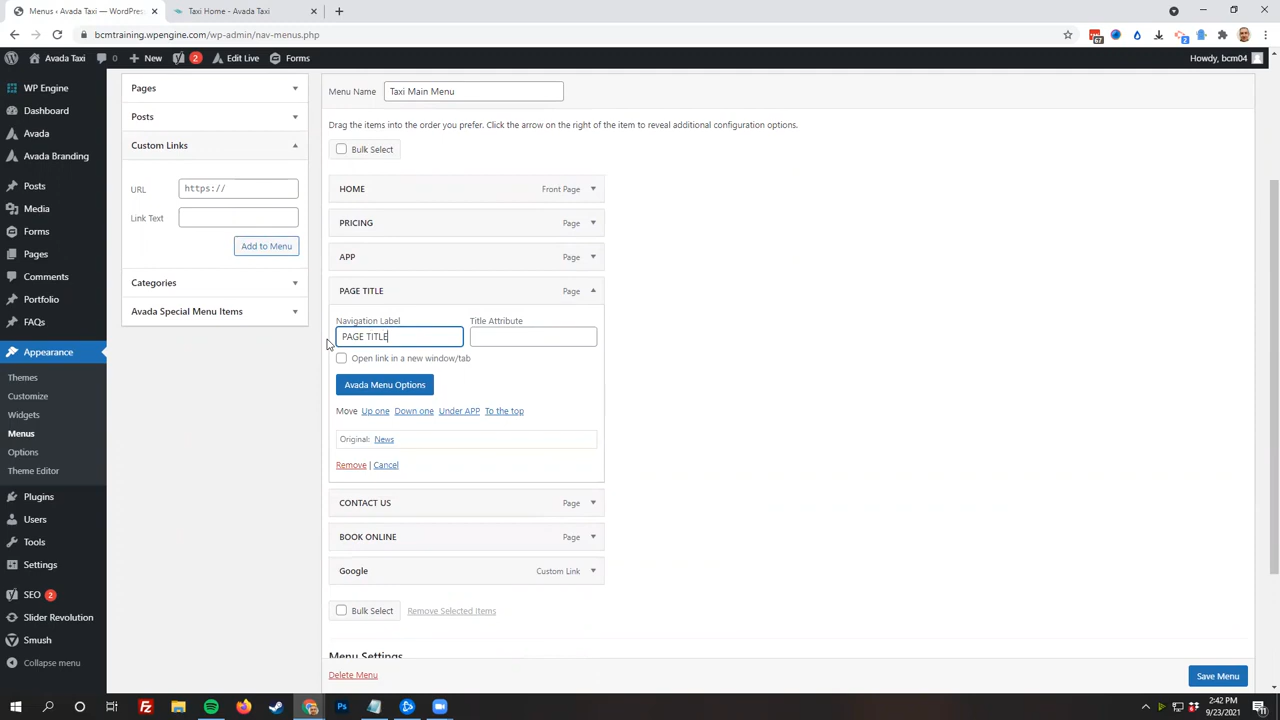 Menus ‹ Avada Taxi — WordPres
Taxi Home - Avada Taxi
bcmtraining.wpengine.com/wp-admin/nav-menus.php
67
2
Avada Taxi
0
New
2
Edit Live
Forms
Howdy, bcm04
WP Engine
Dashboard
Avada
Avada Branding
Posts
Media
Forms
Pages
Comments
Portfolio
FAQs
Appearance
Themes
Customize
Widgets
Menus
Options
Theme Editor
Plugins
Users
Tools
Settings
SEO 2
Slider Revolution
Smush
Collapse menu
Pages
Posts
Custom Links
URL
https://
Link Text
Add to Menu
Categories
Avada Special Menu Items
Menu Name
Taxi Main Menu
Drag the items into the order you prefer. Click the arrow on the right of the item to reveal additional configuration options.
Bulk Select
HOME Front Page
PRICING Page
APP Page
PAGE TITLE Page
Navigation Label Title Attribute
PAGE TITLE
Open link in a new window/tab
Avada Menu Options
Move Up one Down one Under APP To the top
Original: News
Remove | Cancel
CONTACT US Page
BOOK ONLINE Page
Google Custom Link
Bulk Select Remove Selected Items
Menu Settings
Delete Menu
Save Menu
2:42 PM
9/23/2021